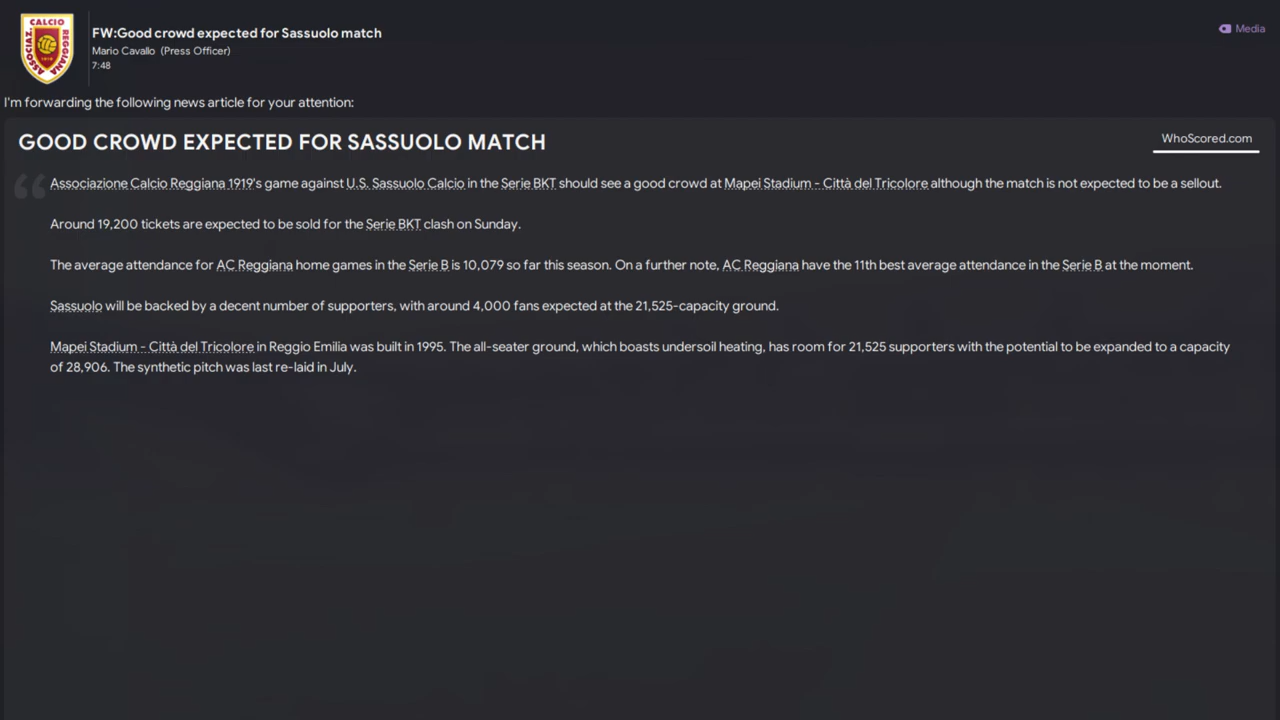 CALCIO
REGGIANA
ASSOCIAZ.
1919
FW:Good crowd expected for Sassuolo match
Mario Cavallo (Press Officer)
7:48
Media
I'm forwarding the following news article for your attention:
GOOD CROWD EXPECTED FOR SASSUOLO MATCH
WhoScored.com
Associazione Calcio Reggiana 1919's game against U.S. Sassuolo Calcio in the Serie BKT should see a good crowd at Mapei Stadium - Città del Tricolore although the match is not expected to be a sellout.
Around 19,200 tickets are expected to be sold for the Serie BKT clash on Sunday.
The average attendance for AC Reggiana home games in the Serie B is 10,079 so far this season. On a further note, AC Reggiana have the 11th best average attendance in the Serie B at the moment.
Sassuolo will be backed by a decent number of supporters, with around 4,000 fans expected at the 21,525-capacity ground.
Mapei Stadium - Città del Tricolore in Reggio Emilia was built in 1995. The all-seater ground, which boasts undersoil heating, has room for 21,525 supporters with the potential to be expanded to a capacity
of 28,906. The synthetic pitch was last re-laid in July.